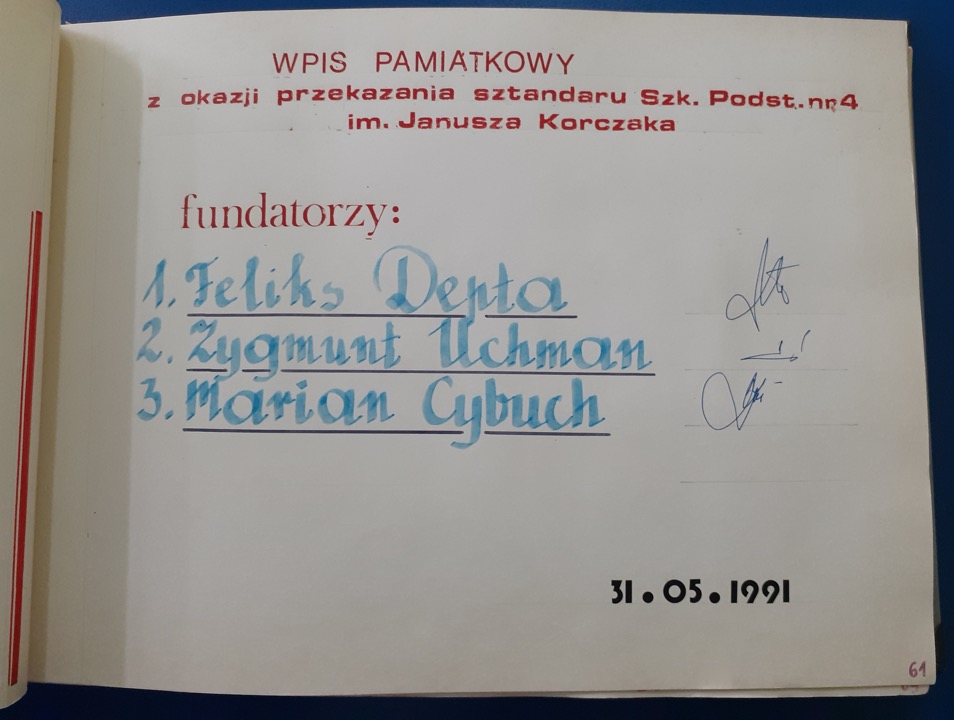 WPIS PAMIĄTKOWY
z okazji przekazania sztandaru Szk. Podst. nr 4
im. Janusza Korczaka
fundatorzy:
1. Feliks Depta
2. Zygmunt Uchman
3. Marian Cybuch
31.05.1991
61